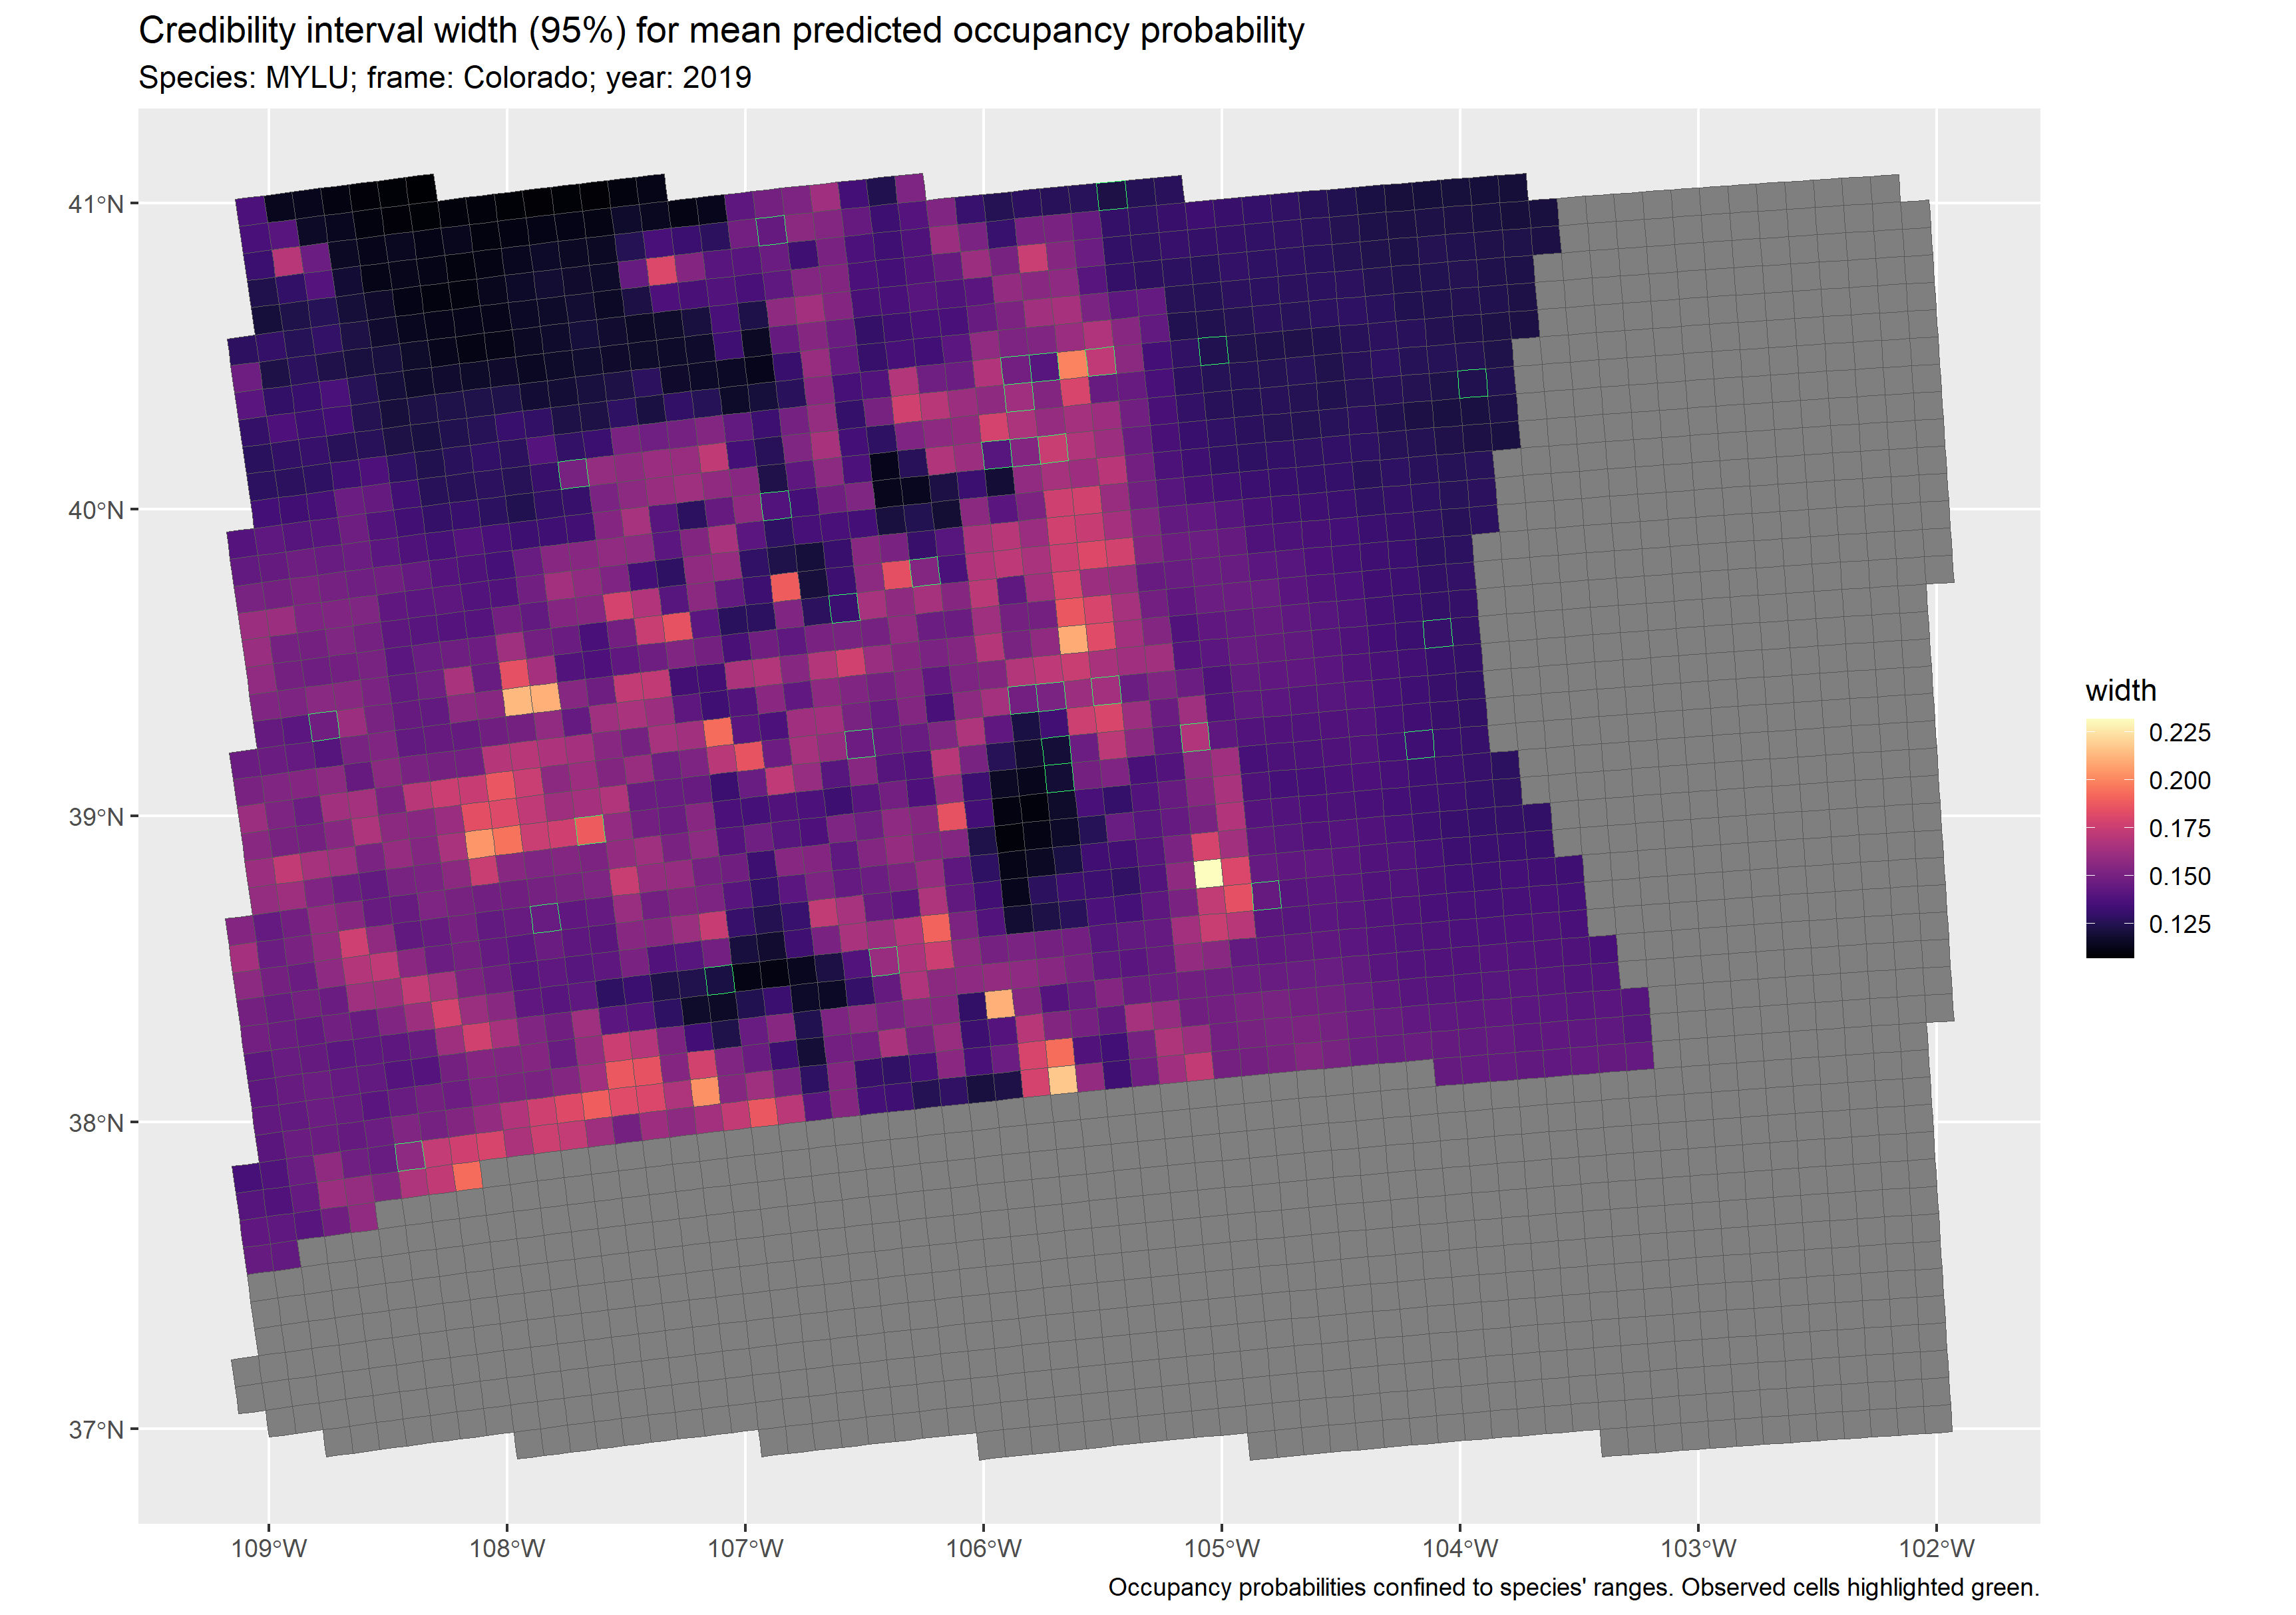 Credibility interval width (95%) for mean predicted occupancy probability
Species: MYLU; frame: Colorado; year: 2019
41°N
40°N
39°N
38°N
37°N
109°W 108°W 107°W 106°W 105°W 104°W 103°W 102°W
width
0.225
0.200
0.175
0.150
0.125
Occupancy probabilities confined to species' ranges. Observed cells highlighted green.